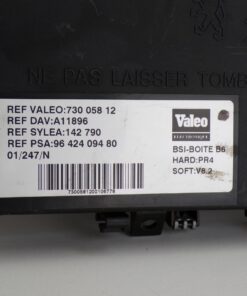 NE PAS LAISSER TOMB
REF VALEO:730 058 12
REF DAV:A11896
REF SYLEA:142 790
REF PSA:96 424 094 80
01/247/N
Valeo
BSI-BOITE B6
HARD:PR4
SOFT:V8.2